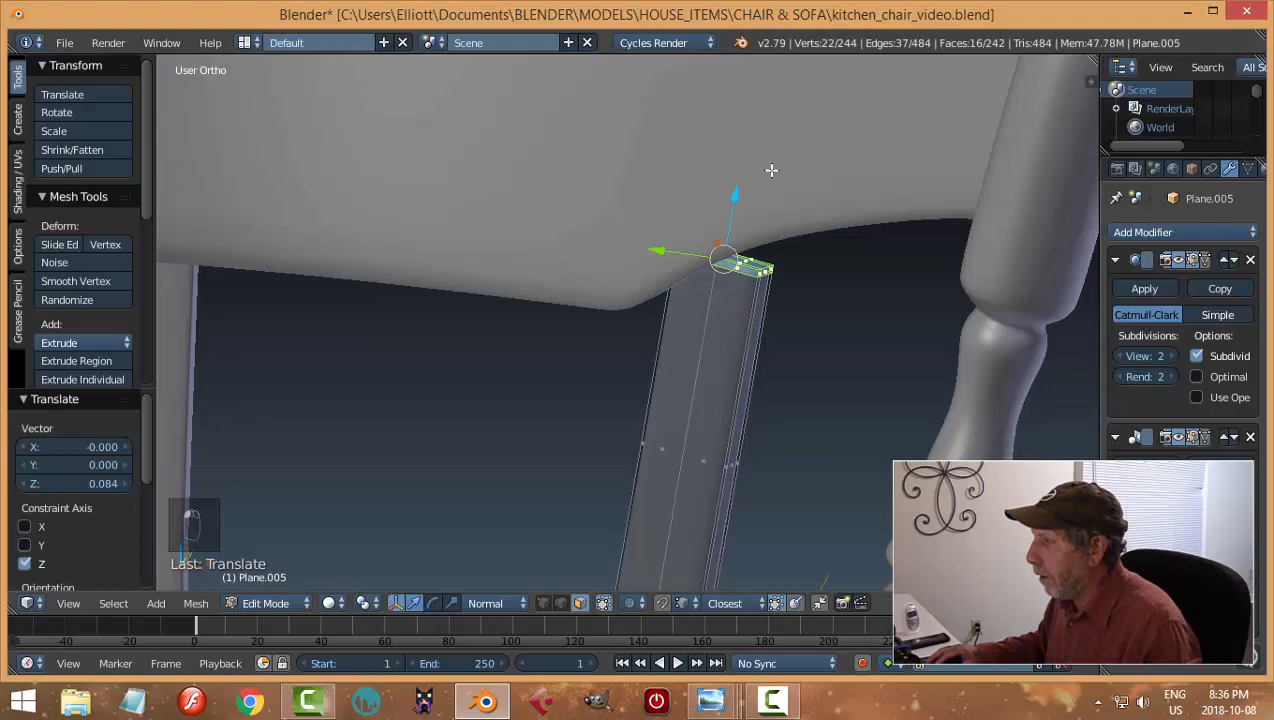 Blender* [C:\Users\Elliott\Documents\BLENDER\MODELS\HOUSE_ITEMS\CHAIR & SOFA\kitchen_chair_video.blend]
File Render Window Help Default Scene Cycles Render v2.79 | Verts:22/244 | Edges:37/484 | Faces:16/242 | Tris:484 | Mem:47.78M | Plane.005
Tools
Create
Shading / UVs
Options
Grease Pencil
Transform
Translate
Rotate
Scale
Shrink/Fatten
Push/Pull
Mesh Tools
Deform:
Slide Ed Vertex
Noise
Smooth Vertex
Randomize
Add:
Extrude
Extrude Region
Extrude Individual
Translate
Vector
X: -0.000
Y: 0.000
Z: 0.084
Constraint Axis
X
Y
Z
Orientation
User Ortho
Last: Translate
(1) Plane.005
View Search All S
Scene
RenderLay
World
Plane.005
Add Modifier
Apply Copy
Catmull-Clark Simple
Subdivisions: Options:
View: 2 Subdivid
Rend: 2 Optimal
Use Ope
View Select Add Mesh Edit Mode Normal Closest
-40 -20 0 20 40 60 80 100 120 140 160 180 200
View Marker Frame Playback Start: 1 End: 250 1 No Sync
ENG
US
8:36 PM
2018-10-08